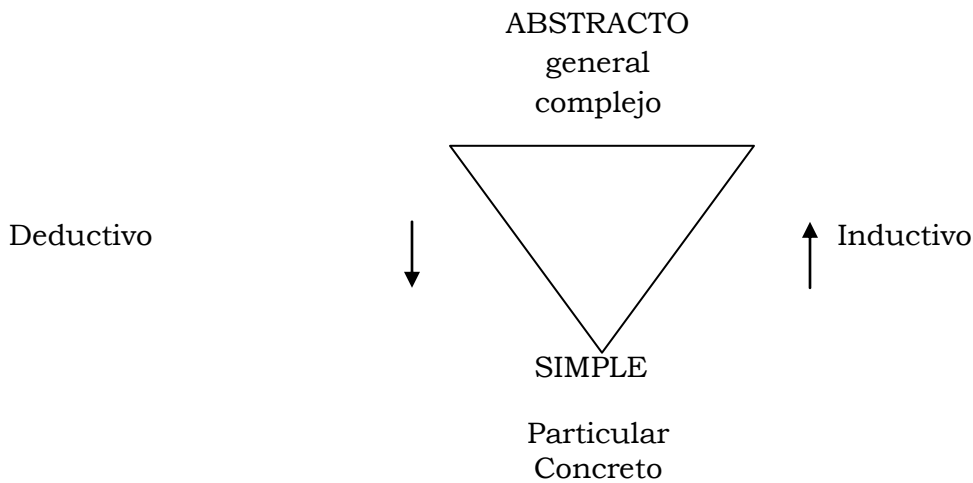 ABSTRACTO
general
complejo
Deductivo
Inductivo
SIMPLE
Particular
Concreto